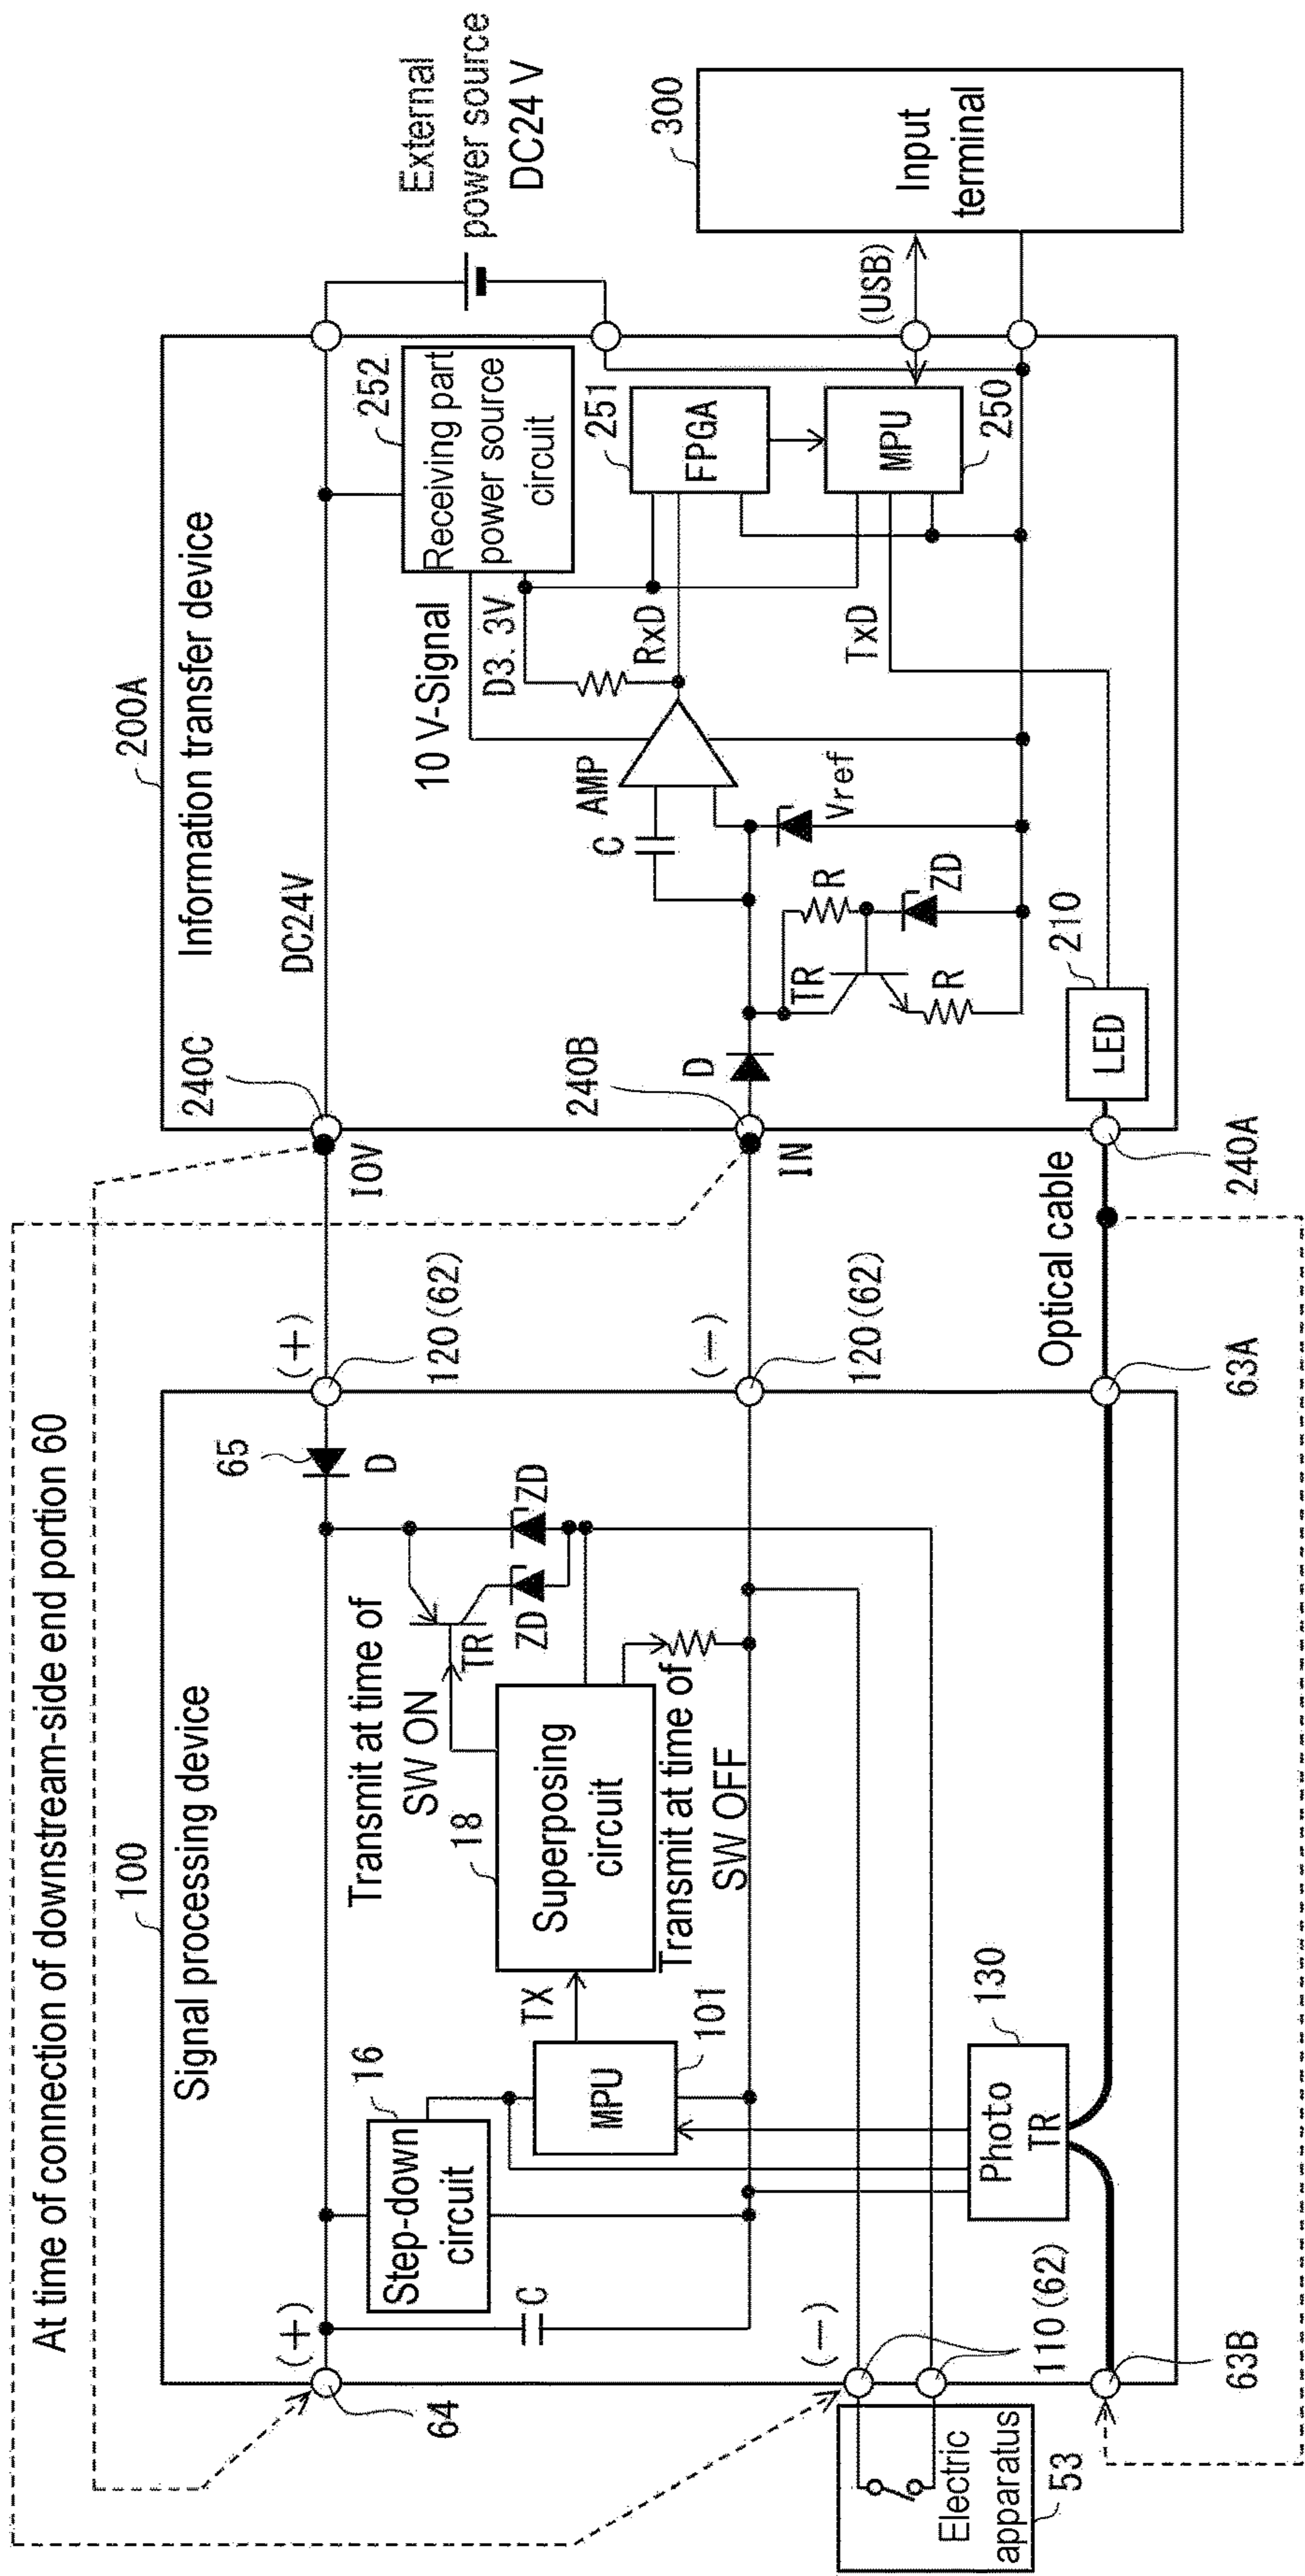 At time of connection of downstream-side end portion 60
100
Signal processing device
(+)
64
Step-down
circuit
16
C
MPU
101
TX
Superposing
circuit
18
Transmit at time of
SW ON
TR
ZD
ZD
Transmit at time of
SW OFF
65
D
(+)
120(62)
(−)
120(62)
(−)
110(62)
Electric
apparatus
53
63B
Photo
TR
130
63A
Optical cable
200A
Information transfer device
240C
IOV
DC24V
240B
IN
D
240A
LED
210
TR
R
R
ZD
C
AMP
Vref
10 V-Signal
D3. 3V
RxD
TxD
Receiving part
power source
circuit
252
FPGA
251
MPU
250
(USB)
External
power source
DC24 V
Input
terminal
300